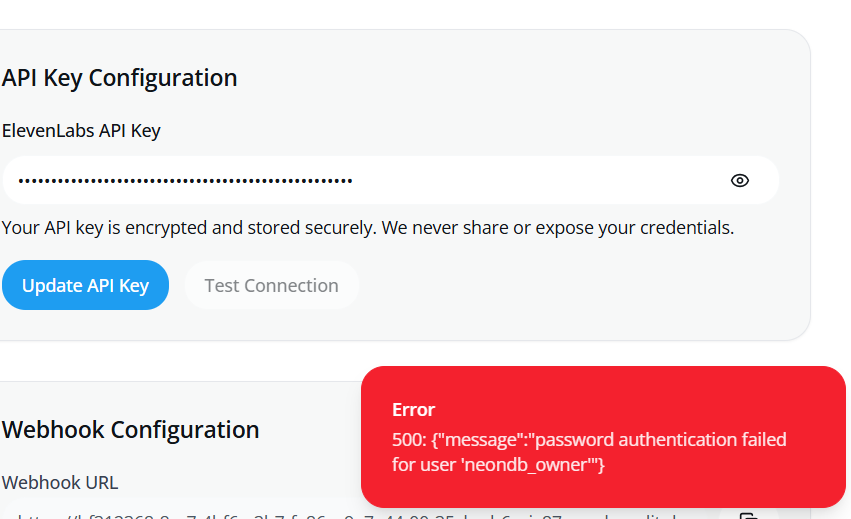 API Key Configuration
ElevenLabs API Key
••••••••••••••••••••••••••••••••••••••••••••••••••••
Your API key is encrypted and stored securely. We never share or expose your credentials.
Update API Key
Test Connection
Error
500: {"message":"password authentication failed
for user 'neondb_owner'"}
Webhook Configuration
Webhook URL